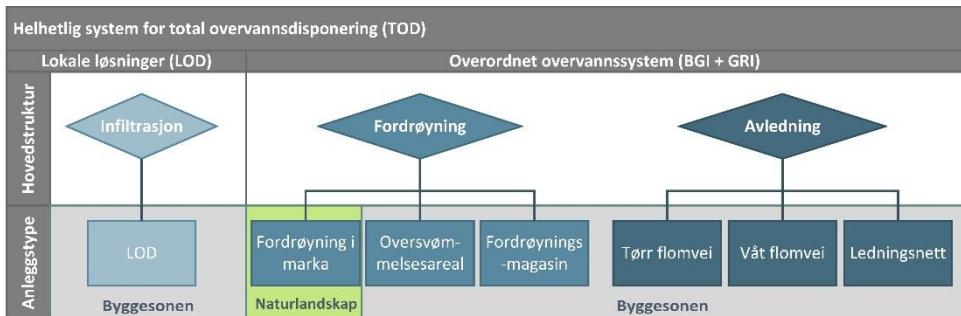 Helhetlig system for total overvannsdisponering (TOD)
Lokale løsninger (LOD)
Overordnet overvannssystem (BGI + GRI)
Hovedstruktur
Infiltrasjon
Fordrøyning
Avledning
Anleggstype
LOD
Fordrøyning i
marka
Oversvøm-
melsesareal
Fordrøynings
-magasin
Tørr flomvei
Våt flomvei
Ledningsnett
Byggesonen
Naturlandskap
Byggesonen